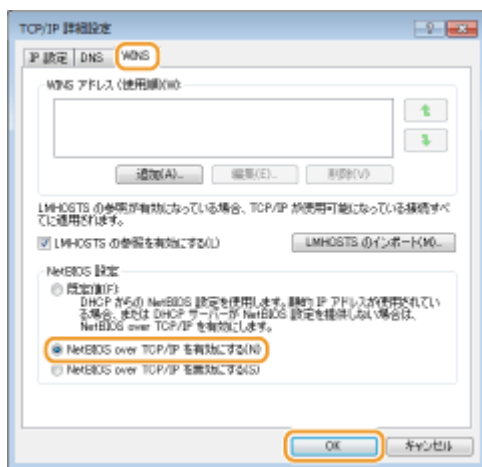 TCP/IP 詳細設定
IP 設定 DNS WINS
WINS アドレス (使用順)(W):
追加(A)... 編集(E)... 削除(V)
LMHOSTS の参照が有効になっている場合、TCP/IP が使用可能になっている接続すべ
てに適用されます。
LMHOSTS の参照を有効にする(L) LMHOSTS のインポート(M)...
NetBIOS 設定
既定値(F):
DHCP からの NetBIOS 設定を使用します。静的 IP アドレスが使用されてい
る場合、または DHCP サーバーが NetBIOS 設定を提供しない場合は、
NetBIOS over TCP/IP を有効にします。
NetBIOS over TCP/IP を有効にする(N)
NetBIOS over TCP/IP を無効にする(S)
OK キャンセル